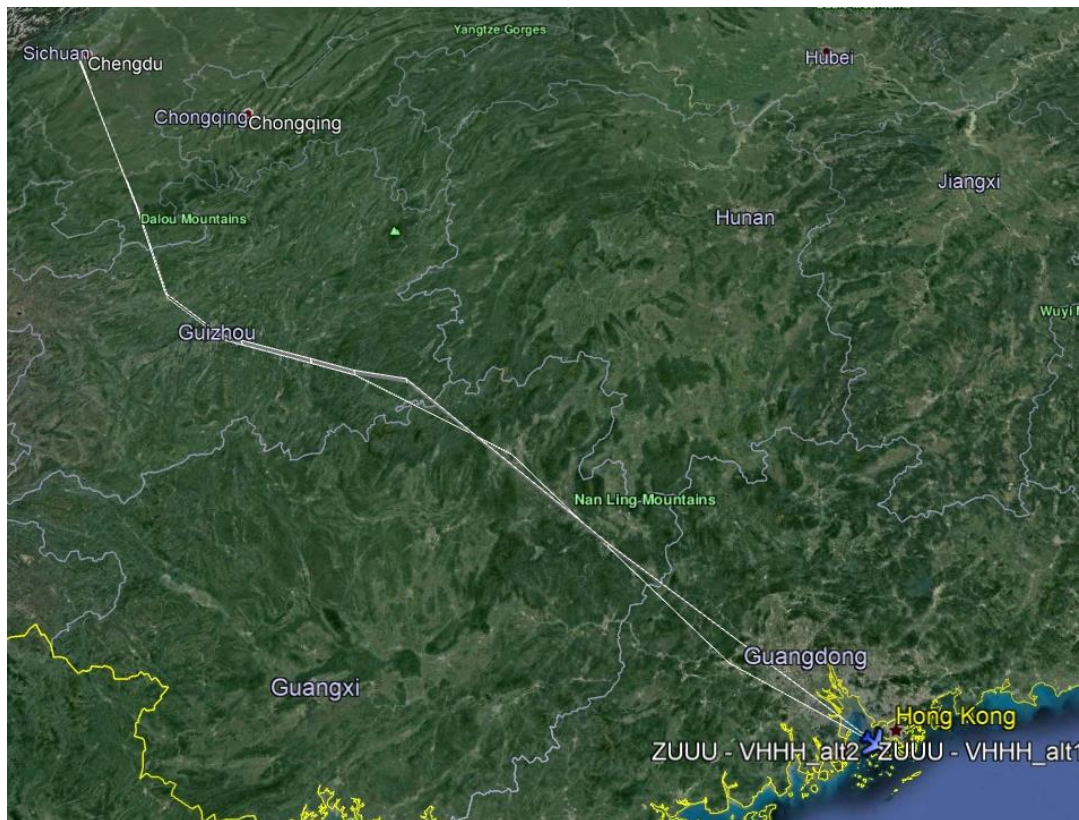 Yangtze Gorges
Sichuan
Chengdu
Hubei
Chongqing
Chongqing
Jiangxi
Dalou Mountains
Hunan
Wuyi
Guizhou
Nan Ling Mountains
Guangdong
Guangxi
Hong Kong
ZUUU - VHHH_alt2
ZUUU - VHHH_alt1